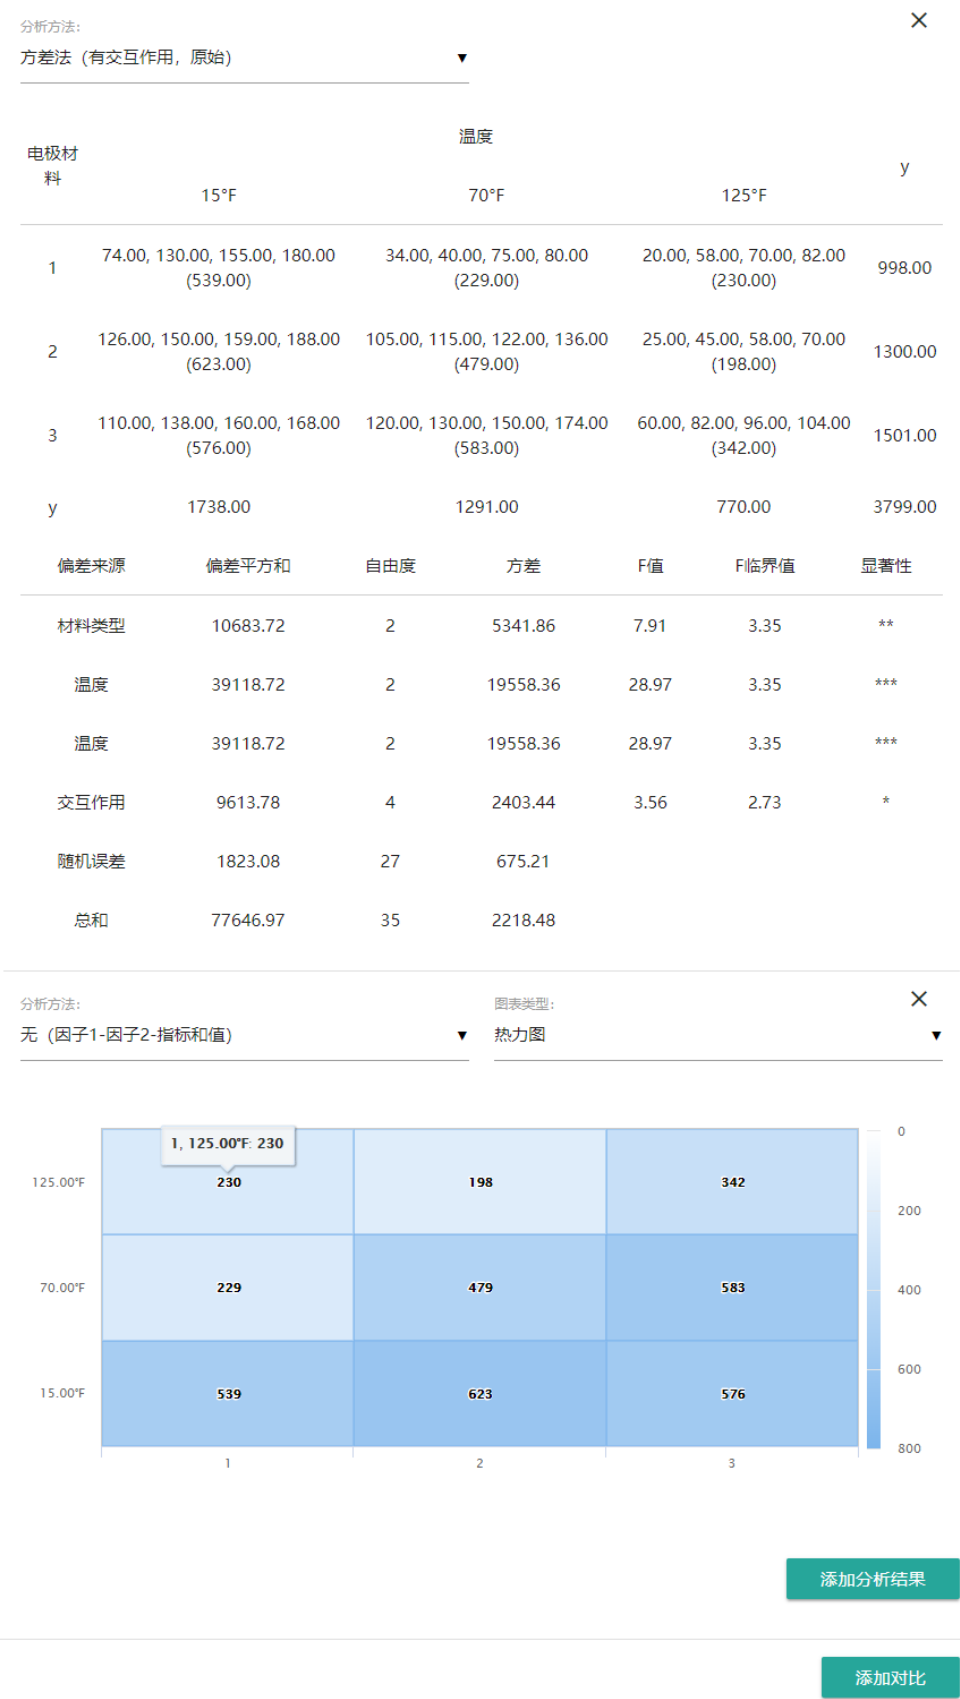 分析方法：
方差法（有交互作用，原始）
▼
电极材料
温度
y
15°F
70°F
125°F
1
74.00, 130.00, 155.00, 180.00
(539.00)
34.00, 40.00, 75.00, 80.00
(229.00)
20.00, 58.00, 70.00, 82.00
(230.00)
998.00
2
126.00, 150.00, 159.00, 188.00
(623.00)
105.00, 115.00, 122.00, 136.00
(479.00)
25.00, 45.00, 58.00, 70.00
(198.00)
1300.00
3
110.00, 138.00, 160.00, 168.00
(576.00)
120.00, 130.00, 150.00, 174.00
(583.00)
60.00, 82.00, 96.00, 104.00
(342.00)
1501.00
y 1738.00 1291.00 770.00 3799.00
偏差来源 偏差平方和 自由度 方差 F值 F临界值 显著性
材料类型 10683.72 2 5341.86 7.91 3.35 **
温度 39118.72 2 19558.36 28.97 3.35 ***
温度 39118.72 2 19558.36 28.97 3.35 ***
交互作用 9613.78 4 2403.44 3.56 2.73 *
随机误差 1823.08 27 675.21
总和 77646.97 35 2218.48
分析方法：
无（因子1-因子2-指标和值）
▼
图表类型：
热力图
▼
1, 125.00°F: 230
125.00°F 230 198 342
70.00°F 229 479 583
15.00°F 539 623 576
1 2 3
0
200
400
600
800
添加分析结果
添加对比